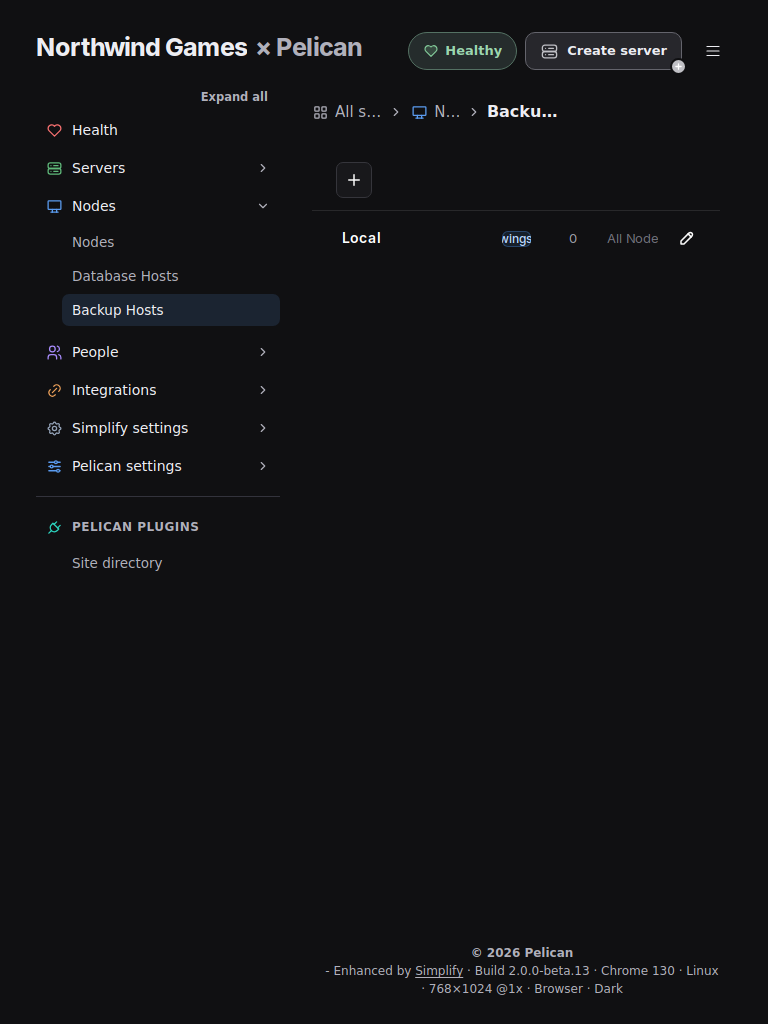 Northwind Games × Pelican
Healthy
Create server
Expand all
Health
Servers
Nodes
Nodes
Database Hosts
Backup Hosts
People
Integrations
Simplify settings
Pelican settings
PELICAN PLUGINS
Site directory
All s... > N... > Backu...
Local wings 0 All Node
© 2026 Pelican
- Enhanced by Simplify · Build 2.0.0-beta.13 · Chrome 130 · Linux
· 768×1024 @1x · Browser · Dark